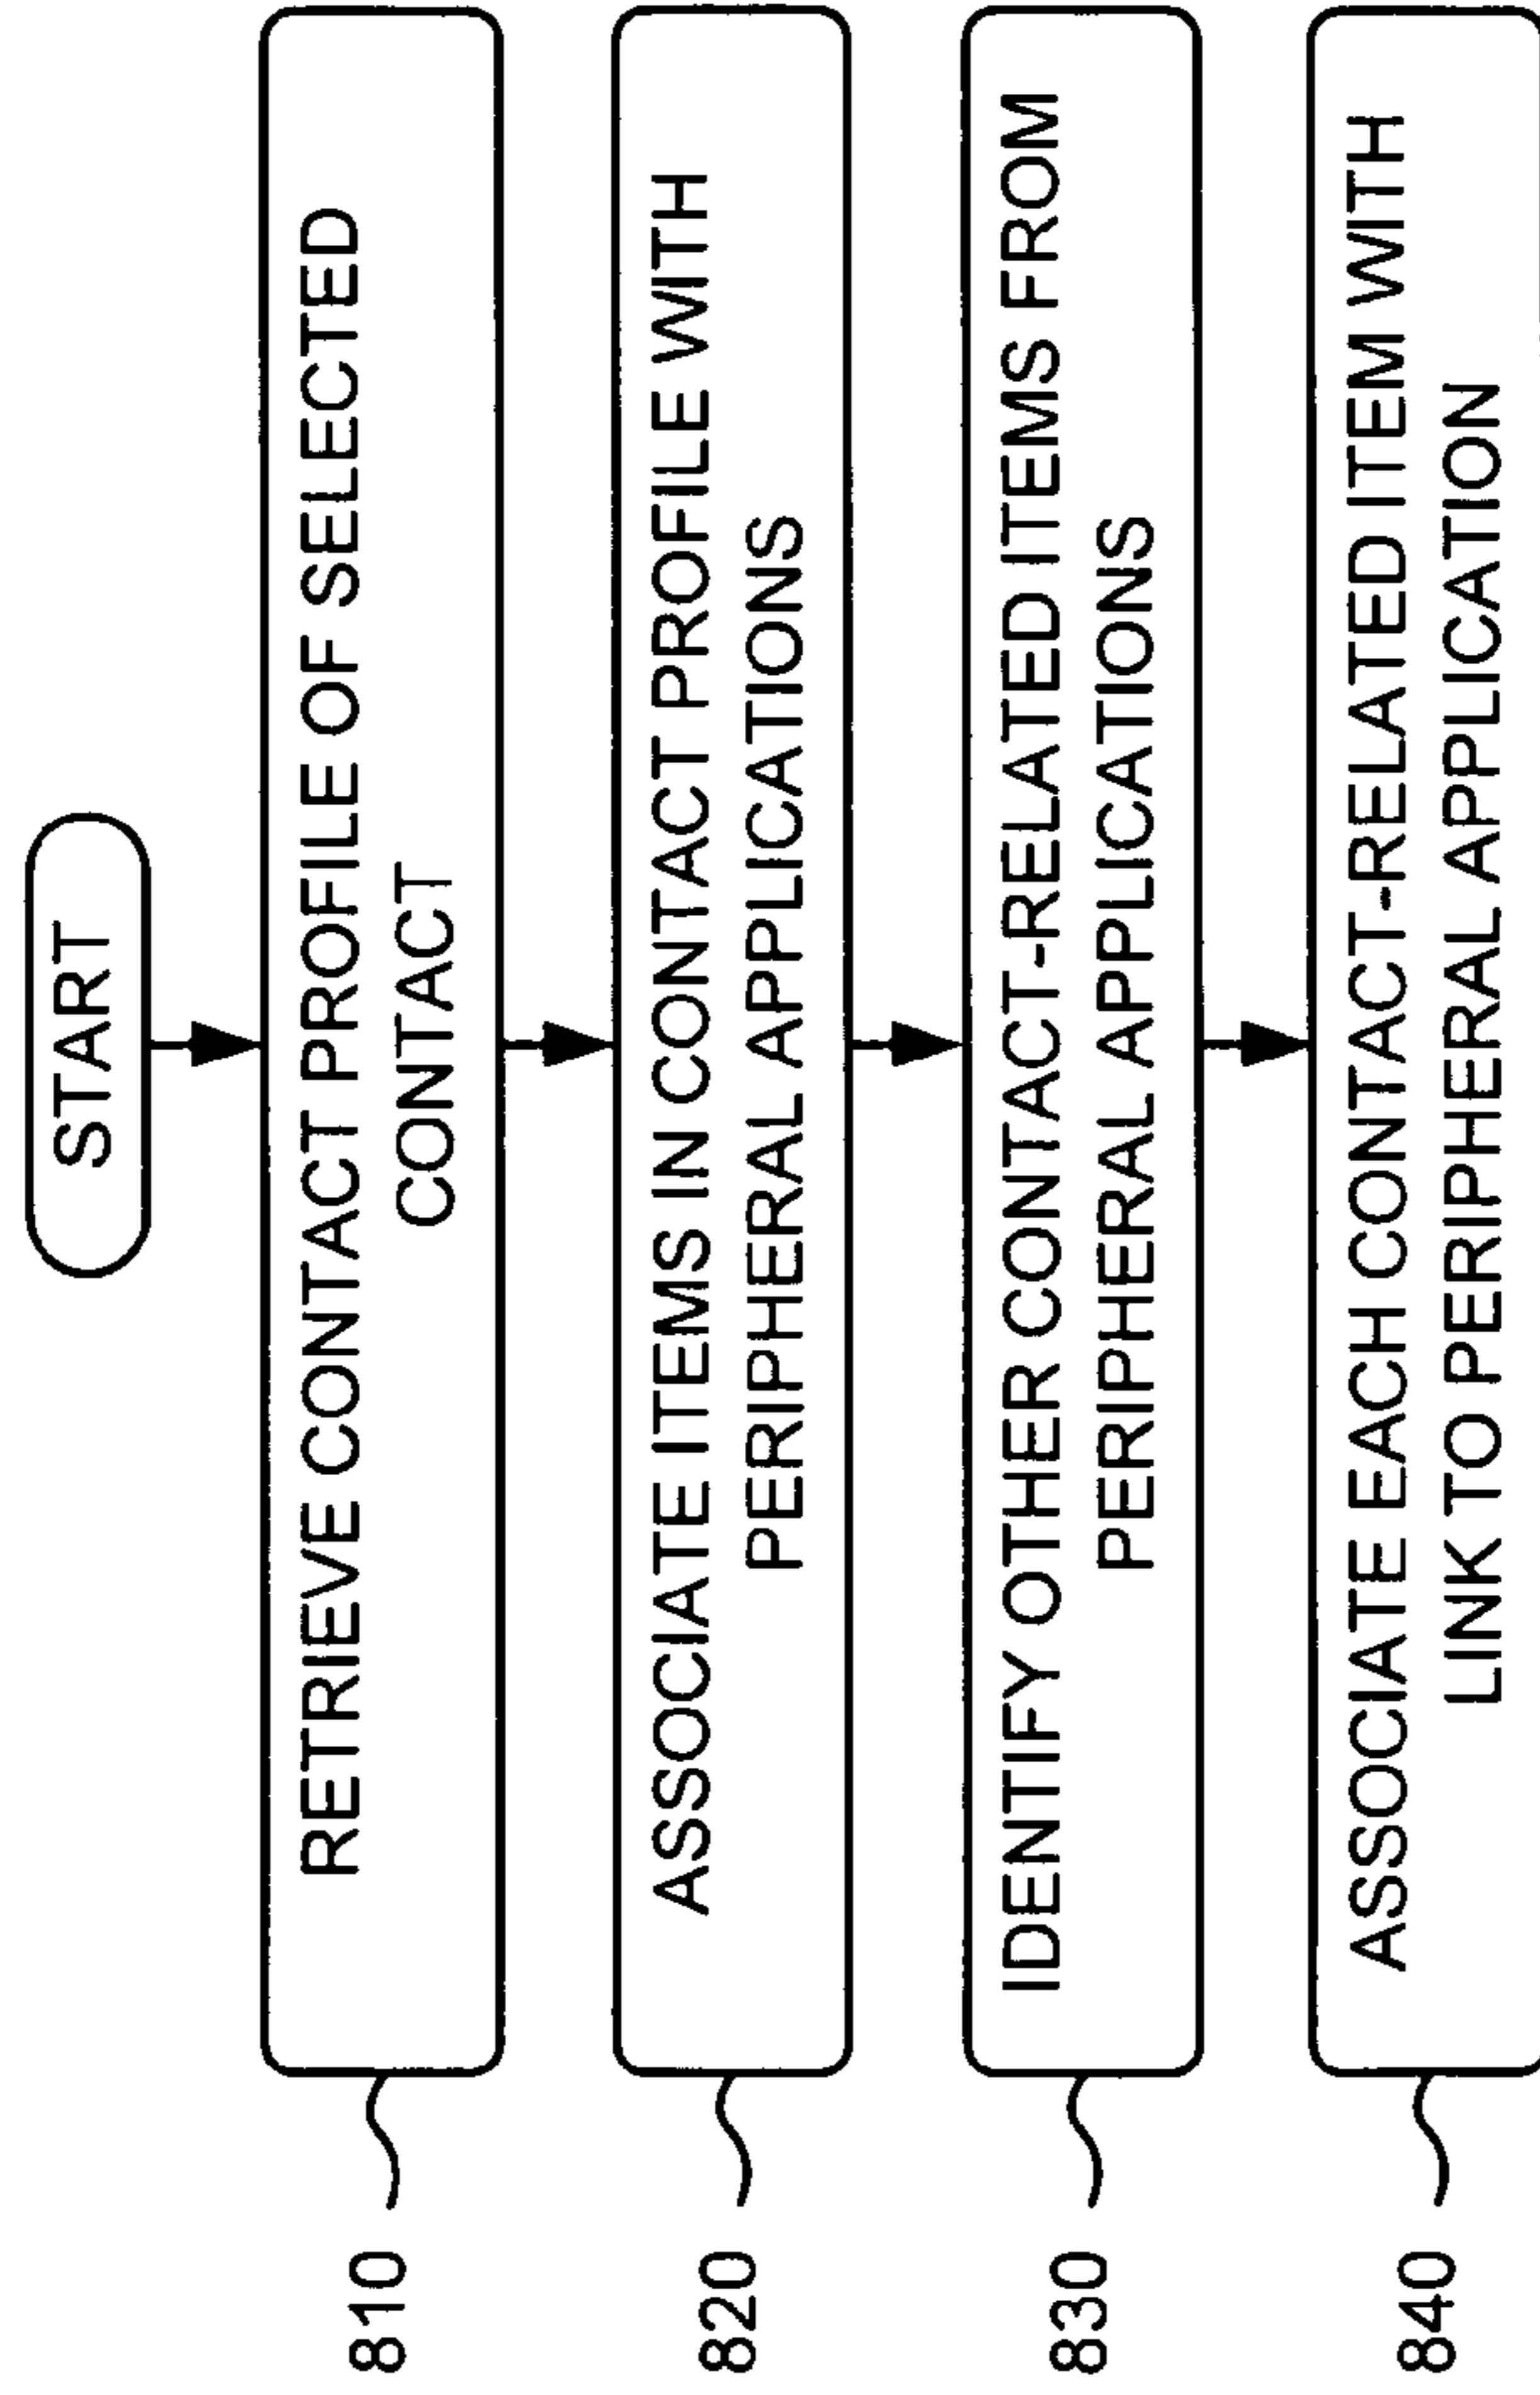 START
810
RETRIEVE CONTACT PROFILE OF SELECTED
CONTACT
820
ASSOCIATE ITEMS IN CONTACT PROFILE WITH
PERIPHERAL APPLICATIONS
830
IDENTIFY OTHER CONTACT-RELATED ITEMS FROM
PERIPHERAL APPLICATIONS
840
ASSOCIATE EACH CONTACT-RELATED ITEM WITH
LINK TO PERIPHERAL APPLICATION